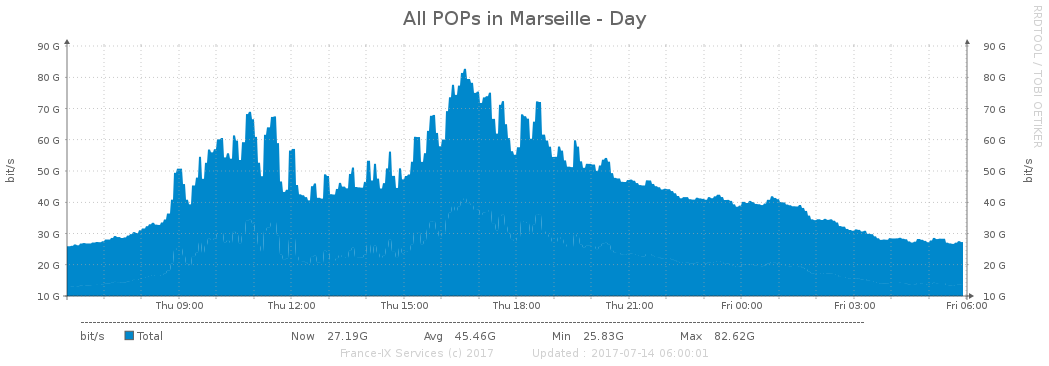 All POPs in Marseille - Day
RRDTOOL / TOBI OETIKER
90 G 90 G
80 G 80 G
70 G 70 G
60 G 60 G
50 G 50 G
40 G 40 G
30 G 30 G
20 G 20 G
10 G 10 G
bit/s bit/s
Thu 09:00 Thu 12:00 Thu 15:00 Thu 18:00 Thu 21:00 Fri 00:00 Fri 03:00 Fri 06:00
bit/s Total Now 27.19G Avg 45.46G Min 25.83G Max 82.62G
France-IX Services (c) 2017 Updated : 2017-07-14 06:00:01